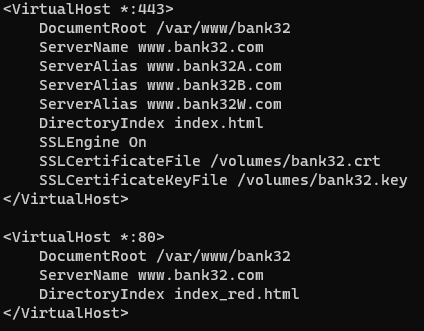 <VirtualHost *:443>
    DocumentRoot /var/www/bank32
    ServerName www.bank32.com
    ServerAlias www.bank32A.com
    ServerAlias www.bank32B.com
    ServerAlias www.bank32W.com
    DirectoryIndex index.html
    SSLEngine On
    SSLCertificateFile /volumes/bank32.crt
    SSLCertificateKeyFile /volumes/bank32.key
</VirtualHost>

<VirtualHost *:80>
    DocumentRoot /var/www/bank32
    ServerName www.bank32.com
    DirectoryIndex index_red.html
</VirtualHost>